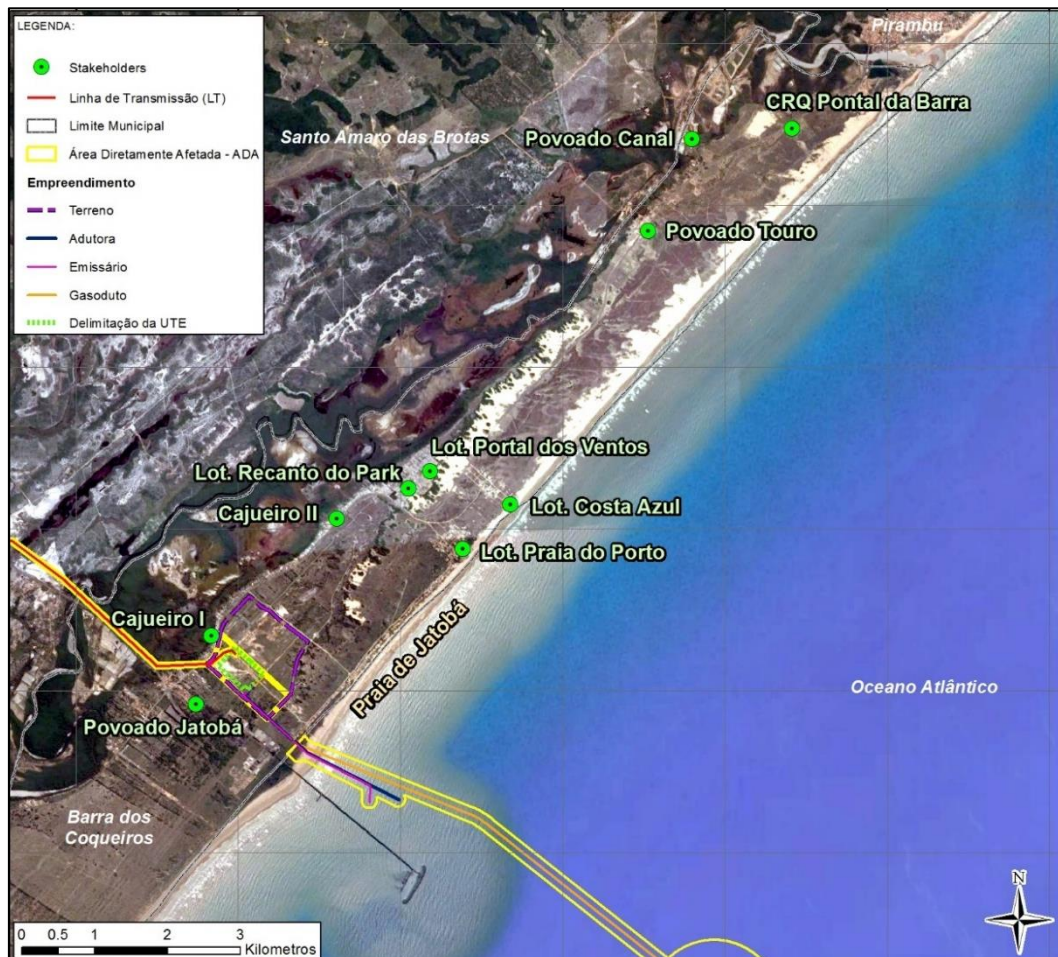 LEGENDA:
Stakeholders
Linha de Transmissão (LT)
Limite Municipal
Área Diretamente Afetada - ADA
Empreendimento
Terreno
Adutora
Emissário
Gasoduto
Delimitação da UTE
Pirambu
CRQ Pontal da Barra
Santo Amaro das Brotas
Povoado Canal
Povoado Touro
Lot. Portal dos Ventos
Lot. Recanto do Park
Lot. Costa Azul
Cajueiro II
Lot. Praia do Porto
Cajueiro I
Praia de Jatobá
Oceano Atlântico
Povoado Jatobá
Barra dos
Coqueiros
N
0 0.5 1 2 3
Kilometros